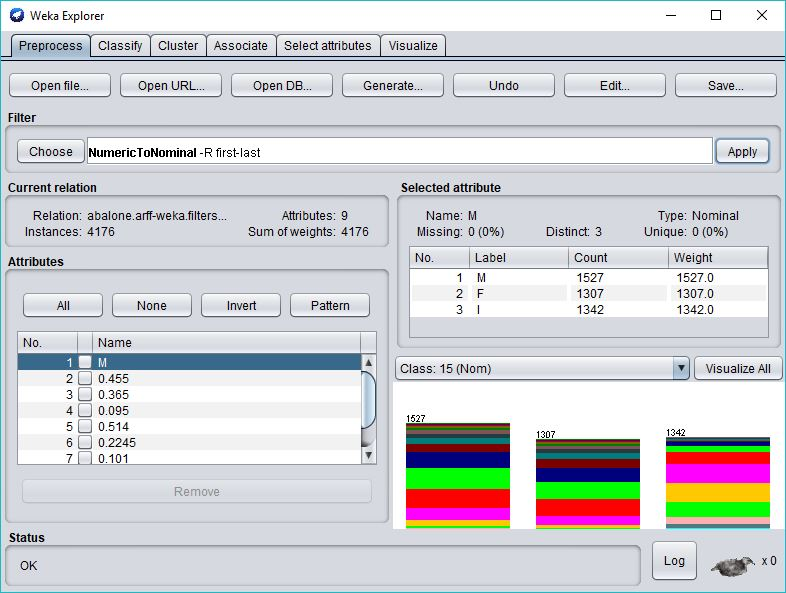 Weka Explorer
Preprocess Classify Cluster Associate Select attributes Visualize
Open file... Open URL... Open DB... Generate... Undo Edit... Save...
Filter
Choose NumericToNominal -R first-last Apply
Current relation
Relation: abalone.arff-weka.filters... Attributes: 9
Instances: 4176 Sum of weights: 4176
Attributes
All None Invert Pattern
No. Name
1 M
2 0.455
3 0.365
4 0.095
5 0.514
6 0.2245
7 0.101
Remove
Selected attribute
Name: M Type: Nominal
Missing: 0 (0%) Distinct: 3 Unique: 0 (0%)
No. Label Count Weight
1 M 1527 1527.0
2 F 1307 1307.0
3 I 1342 1342.0
Class: 15 (Nom) Visualize All
1527 1307 1342
Status
OK Log x 0